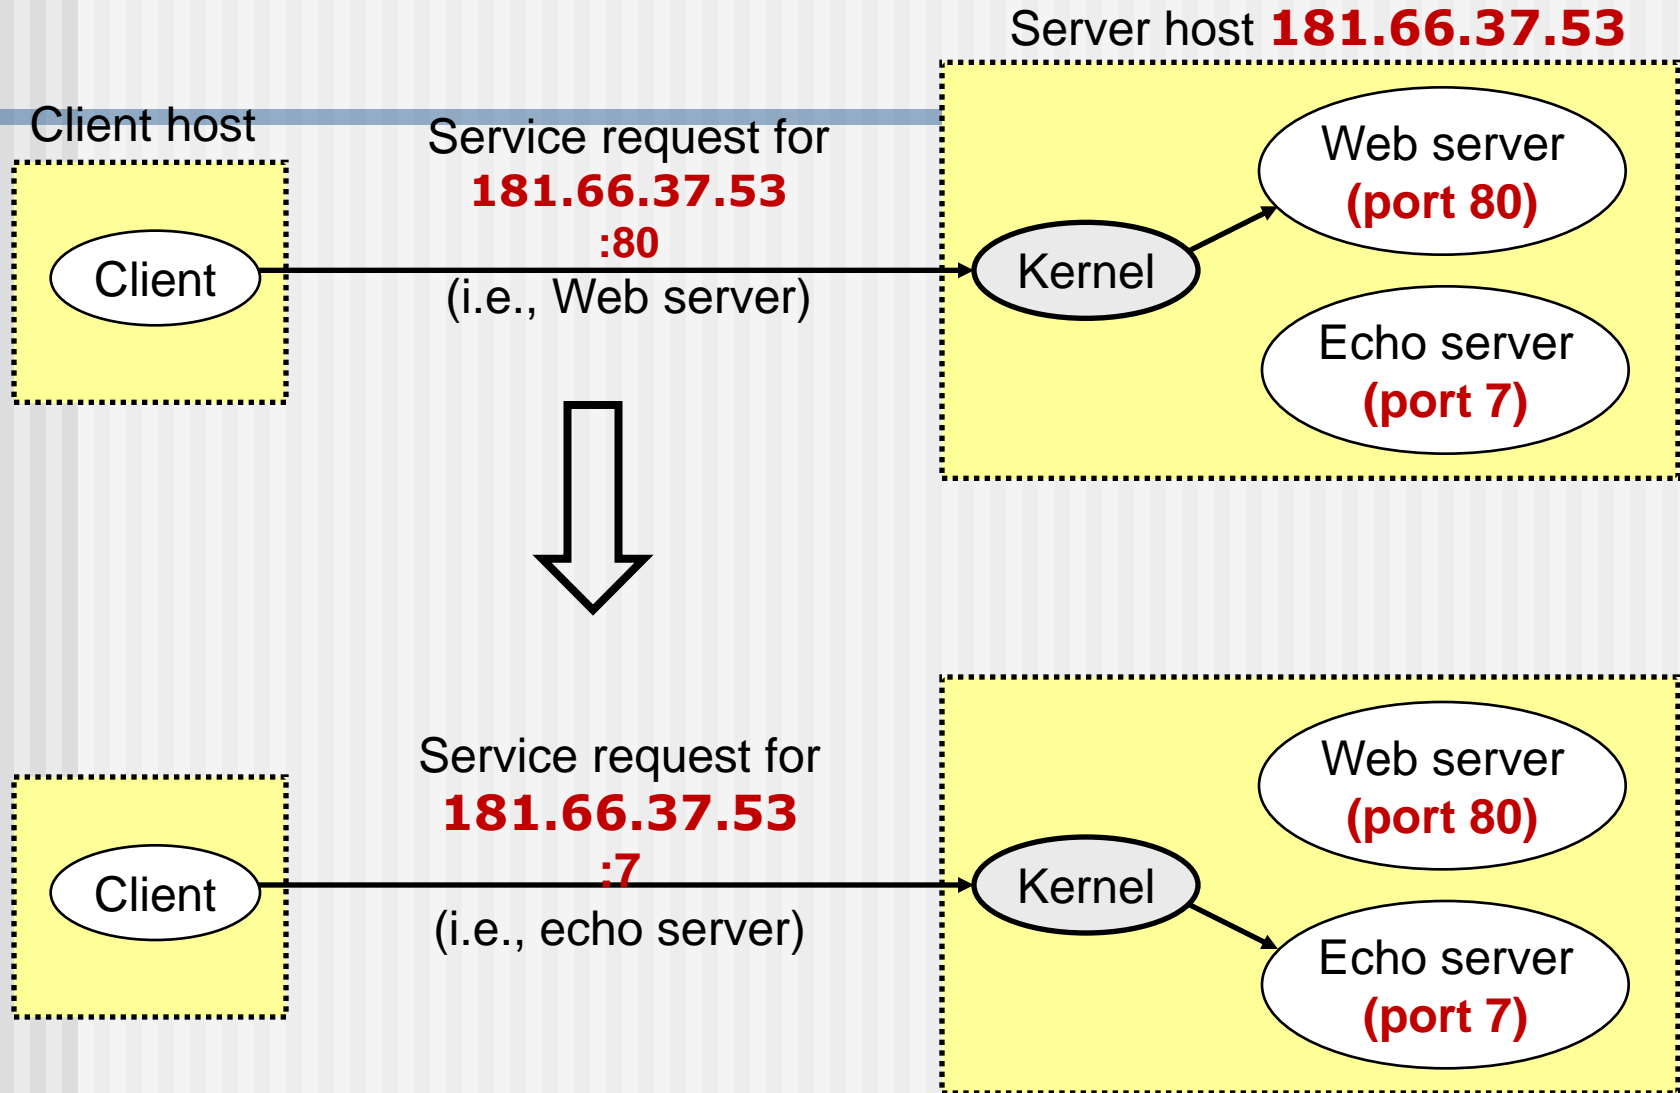 Server host 181.66.37.53
Client host
Service request for
181.66.37.53
:80
(i.e., Web server)
Client
Kernel
Web server
(port 80)
Echo server
(port 7)
Service request for
181.66.37.53
:7
(i.e., echo server)
Client
Kernel
Web server
(port 80)
Echo server
(port 7)